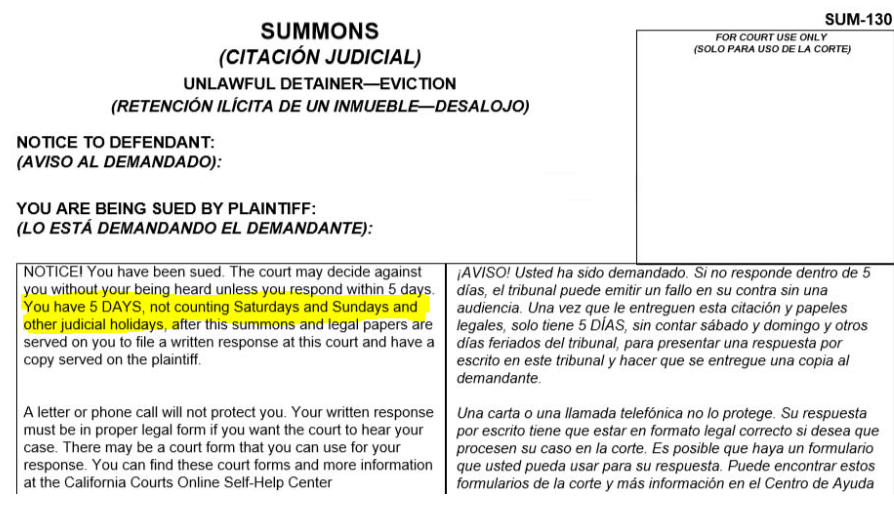 SUM-130
SUMMONS
(CITACIÓN JUDICIAL)
UNLAWFUL DETAINER—EVICTION
(RETENCIÓN ILÍCITA DE UN INMUEBLE—DESALOJO)
FOR COURT USE ONLY
(SOLO PARA USO DE LA CORTE)
NOTICE TO DEFENDANT:
(AVISO AL DEMANDADO):
YOU ARE BEING SUED BY PLAINTIFF:
(LO ESTÁ DEMANDANDO EL DEMANDANTE):
NOTICE! You have been sued. The court may decide against
you without your being heard unless you respond within 5 days.
You have 5 DAYS, not counting Saturdays and Sundays and
other judicial holidays, after this summons and legal papers are
served on you to file a written response at this court and have a
copy served on the plaintiff.
A letter or phone call will not protect you. Your written response
must be in proper legal form if you want the court to hear your
case. There may be a court form that you can use for your
response. You can find these court forms and more information
at the California Courts Online Self-Help Center
¡AVISO! Usted ha sido demandado. Si no responde dentro de 5
días, el tribunal puede emitir un fallo en su contra sin una
audiencia. Una vez que le entreguen esta citación y papeles
legales, solo tiene 5 DÍAS, sin contar sábado y domingo y otros
días feriados del tribunal, para presentar una respuesta por
escrito en este tribunal y hacer que se entregue una copia al
demandante.
Una carta o una llamada telefónica no lo protege. Su respuesta
por escrito tiene que estar en formato legal correcto si desea que
procesen su caso en la corte. Es posible que haya un formulario
que usted pueda usar para su respuesta. Puede encontrar estos
formularios de la corte y más información en el Centro de Ayuda